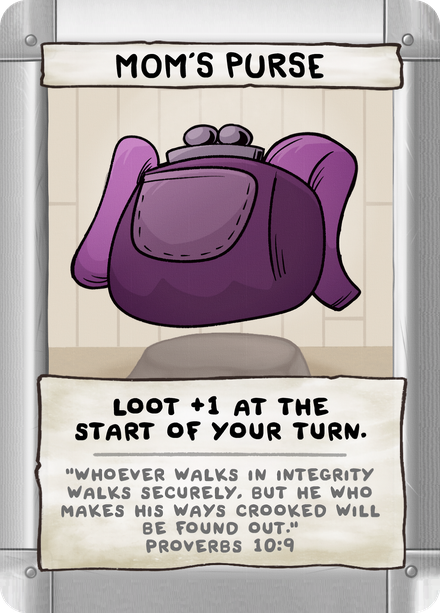 MOM'S PURSE
LOOT +1 AT THE
START OF YOUR TURN.
"WHOEVER WALKS IN INTEGRITY
WALKS SECURELY, BUT HE WHO
MAKES HIS WAYS CROOKED WILL
BE FOUND OUT."
PROVERBS 10:9